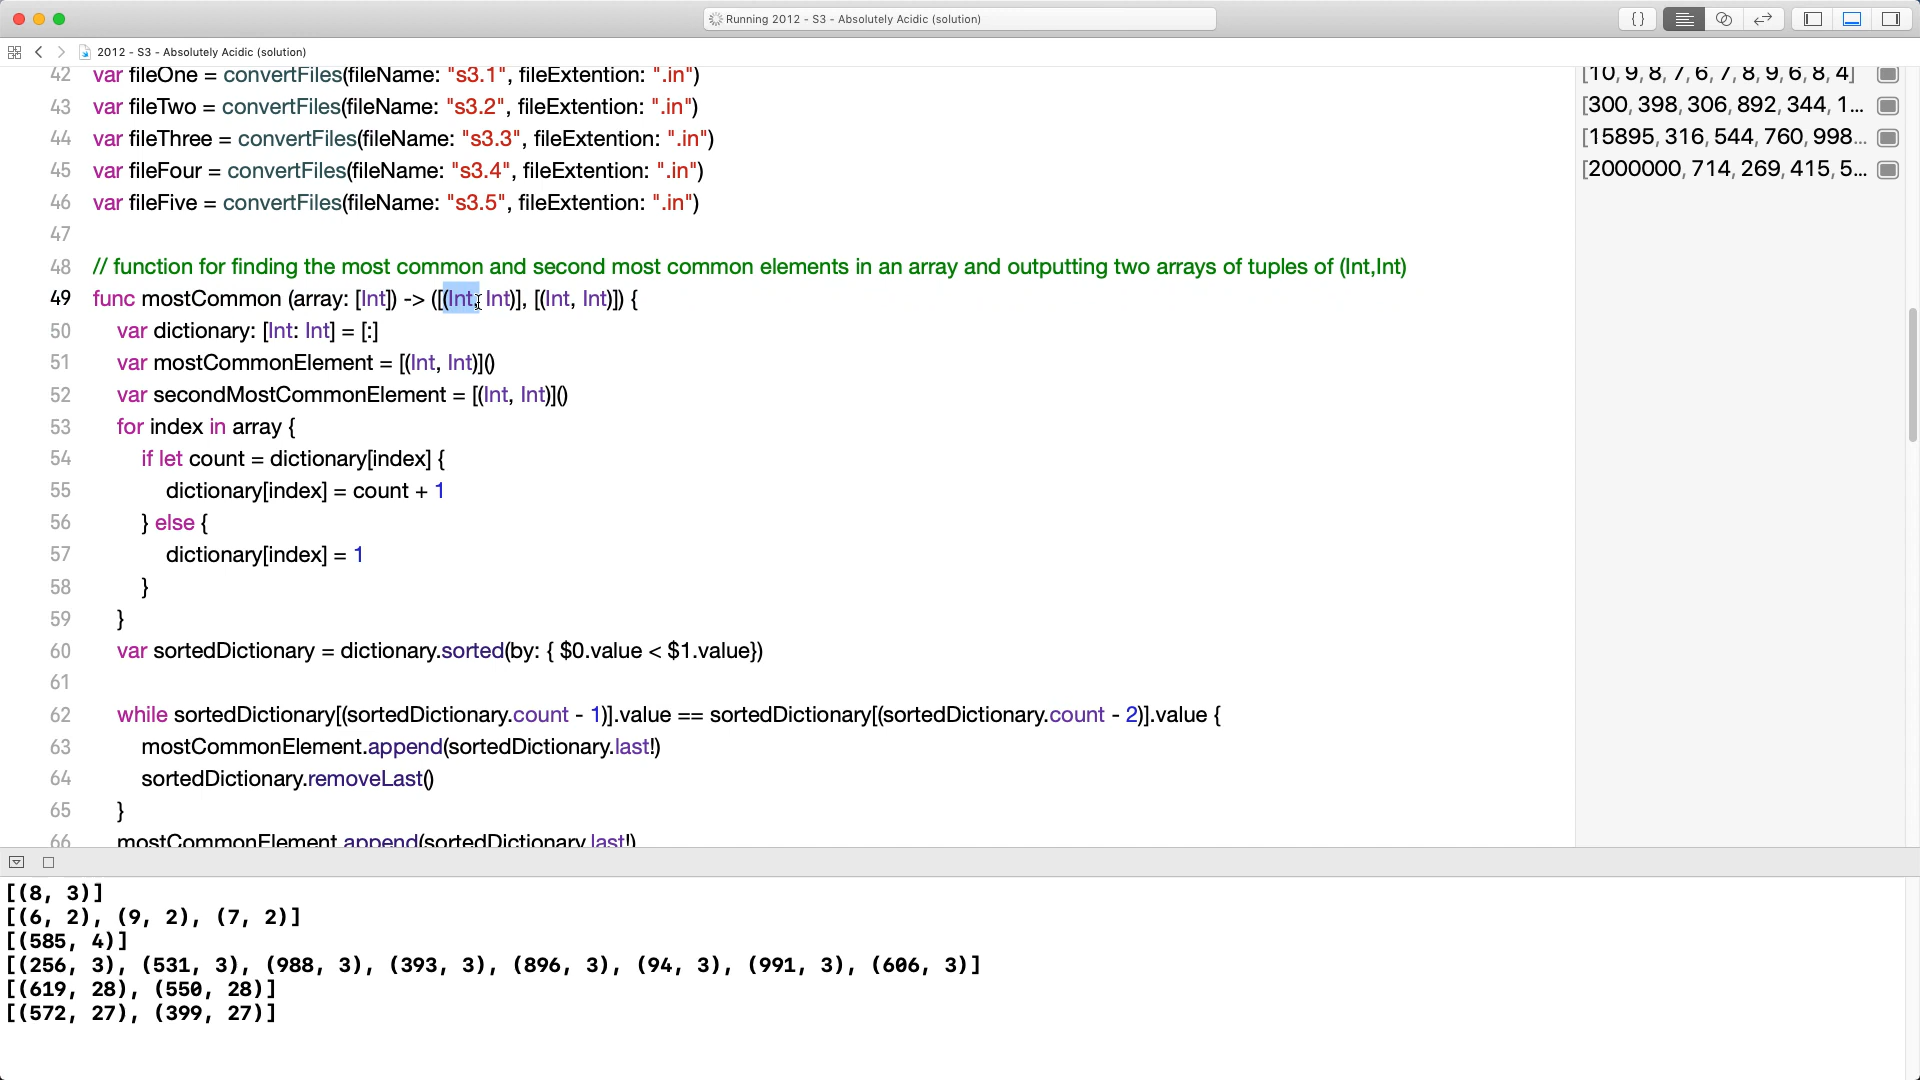 Running 2012 - S3 - Absolutely Acidic (solution)
2012 - S3 - Absolutely Acidic (solution)
42 var fileOne = convertFiles(fileName: "s3.1", fileExtention: ".in")
[10, 9, 8, 7, 6, 7, 8, 9, 6, 8, 4]
43 var fileTwo = convertFiles(fileName: "s3.2", fileExtention: ".in")
[300, 398, 306, 892, 344, 1...
44 var fileThree = convertFiles(fileName: "s3.3", fileExtention: ".in")
[15895, 316, 544, 760, 998...
45 var fileFour = convertFiles(fileName: "s3.4", fileExtention: ".in")
[2000000, 714, 269, 415, 5...
46 var fileFive = convertFiles(fileName: "s3.5", fileExtention: ".in")
47
48 // function for finding the most common and second most common elements in an array and outputting two arrays of tuples of (Int,Int)
49 func mostCommon (array: [Int]) -> ([(Int, Int)], [(Int, Int)]) {
50 var dictionary: [Int: Int] = [:]
51 var mostCommonElement = [(Int, Int)]()
52 var secondMostCommonElement = [(Int, Int)]()
53 for index in array {
54 if let count = dictionary[index] {
55 dictionary[index] = count + 1
56 } else {
57 dictionary[index] = 1
58 }
59 }
60 var sortedDictionary = dictionary.sorted(by: { $0.value < $1.value})
61
62 while sortedDictionary[(sortedDictionary.count - 1)].value == sortedDictionary[(sortedDictionary.count - 2)].value {
63 mostCommonElement.append(sortedDictionary.last!)
64 sortedDictionary.removeLast()
65 }
66 mostCommonElement.append(sortedDictionary.last!)
[(8, 3)]
[(6, 2), (9, 2), (7, 2)]
[(585, 4)]
[(256, 3), (531, 3), (988, 3), (393, 3), (896, 3), (94, 3), (991, 3), (606, 3)]
[(619, 28), (550, 28)]
[(572, 27), (399, 27)]